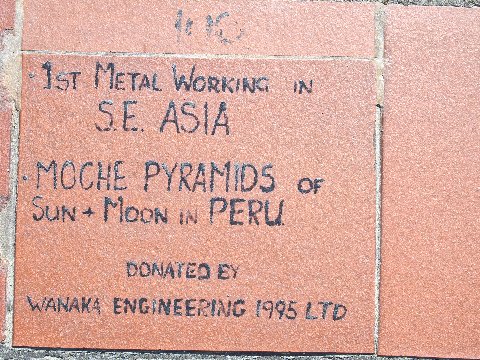 · 1ST METAL WORKING IN
S.E. ASIA
· MOCHE PYRAMIDS OF
SUN + MOON IN PERU
DONATED BY
WANAKA ENGINEERING 1995 LTD